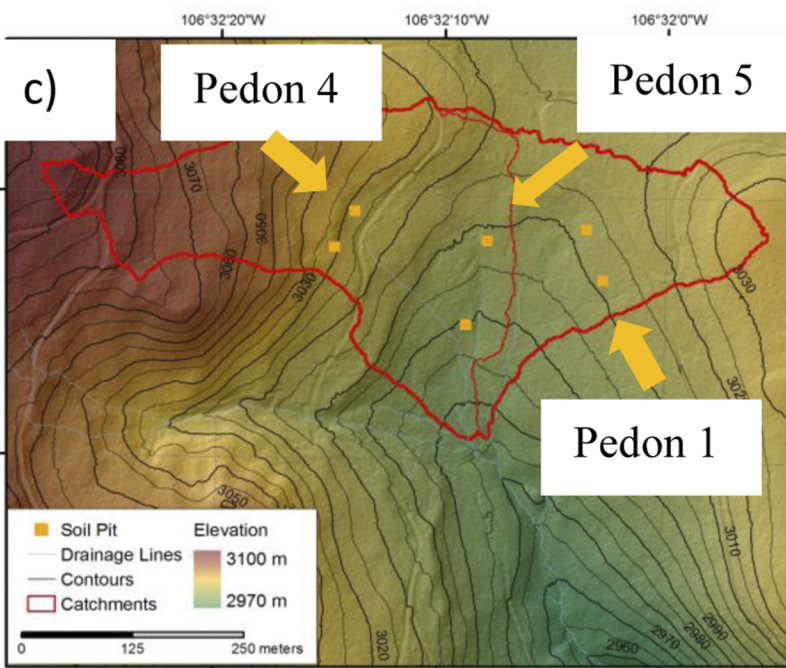 106°32'20"W 106°32'10"W 106°32'0"W
c)
Pedon 4
Pedon 5
3080
3070
3050
3060
3030
3030
Pedon 1
3050
3010
3020
2990
2980
2970
2960
Soil Pit
Drainage Lines
Contours
Catchments
Elevation
3100 m
2970 m
0 125 250 meters